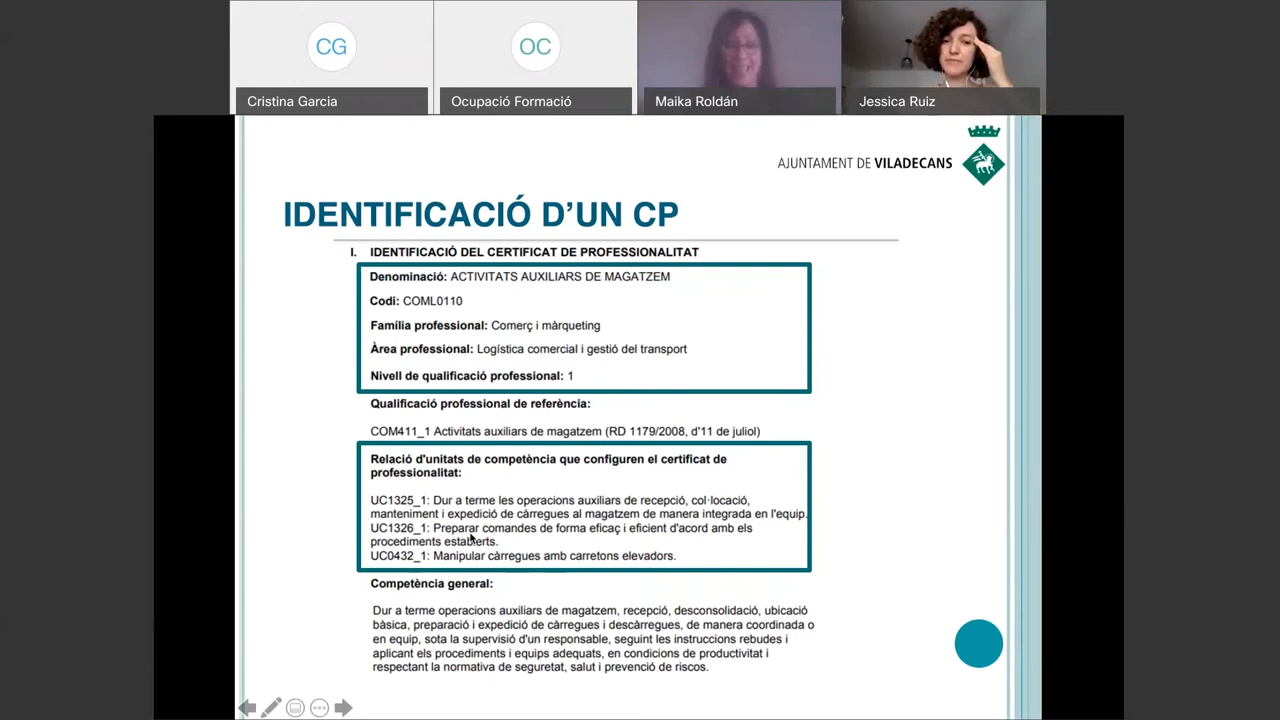 CG
OC
Cristina Garcia
Ocupació Formació
Maika Roldán
Jessica Ruiz
AJUNTAMENT DE VILADECANS
IDENTIFICACIÓ D’UN CP
I. IDENTIFICACIÓ DEL CERTIFICAT DE PROFESSIONALITAT
Denominació: ACTIVITATS AUXILIARS DE MAGATZEM
Codi: COML0110
Família professional: Comerç i màrqueting
Àrea professional: Logística comercial i gestió del transport
Nivell de qualificació professional: 1
Qualificació professional de referència:
COM411_1 Activitats auxiliars de magatzem (RD 1179/2008, d'11 de juliol)
Relació d'unitats de competència que configuren el certificat de
professionalitat:
UC1325_1: Dur a terme les operacions auxiliars de recepció, col·locació,
manteniment i expedició de càrregues al magatzem de manera integrada en l'equip.
UC1326_1: Preparar comandes de forma eficaç i eficient d'acord amb els
procediments establerts.
UC0432_1: Manipular càrregues amb carretons elevadors.
Competència general:
Dur a terme operacions auxiliars de magatzem, recepció, desconsolidació, ubicació
bàsica, preparació i expedició de càrregues i descàrregues, de manera coordinada o
en equip, sota la supervisió d'un responsable, seguint les instruccions rebudes i
aplicant els procediments i equips adequats, en condicions de productivitat i
respectant la normativa de seguretat, salut i prevenció de riscos.